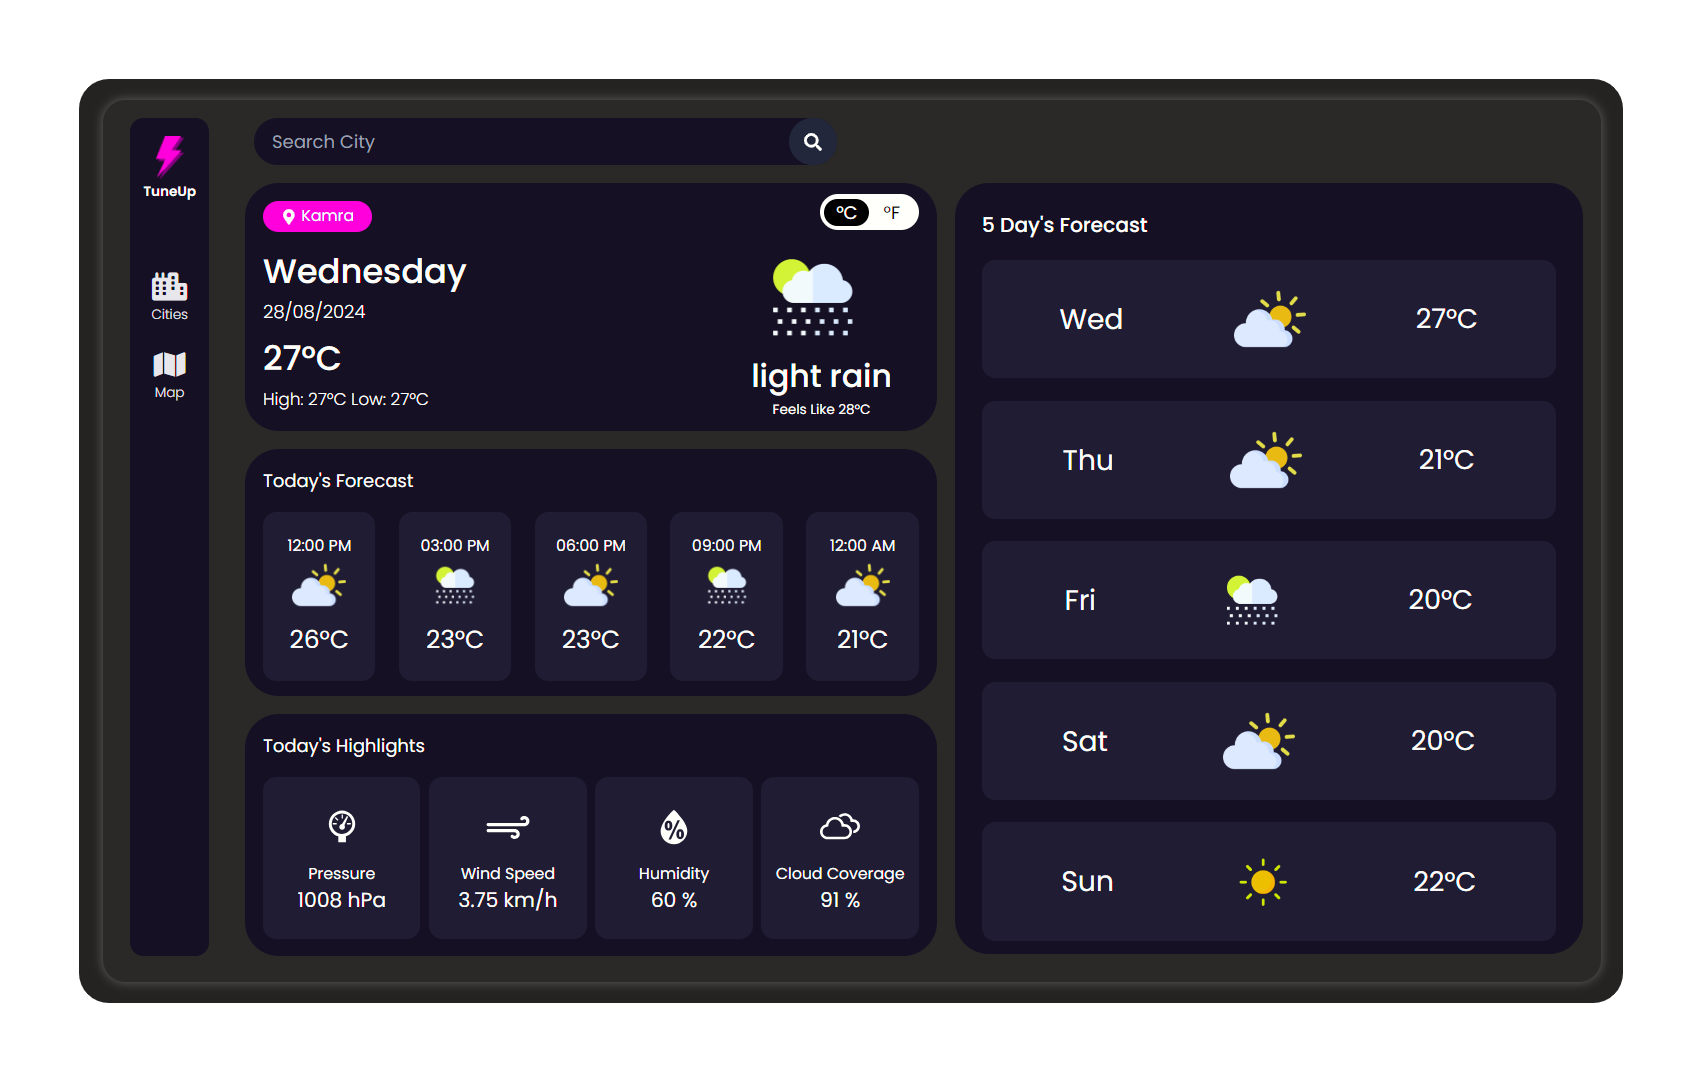 TuneUp
Cities
Map
Search City
Kamra
°C °F
Wednesday
28/08/2024
27°C
High: 27°C Low: 27°C
light rain
Feels Like 28°C
Today's Forecast
12:00 PM
26°C
03:00 PM
23°C
06:00 PM
23°C
09:00 PM
22°C
12:00 AM
21°C
Today's Highlights
Pressure
1008 hPa
Wind Speed
3.75 km/h
%
Humidity
60 %
Cloud Coverage
91 %
5 Day's Forecast
Wed 27°C
Thu 21°C
Fri 20°C
Sat 20°C
Sun 22°C